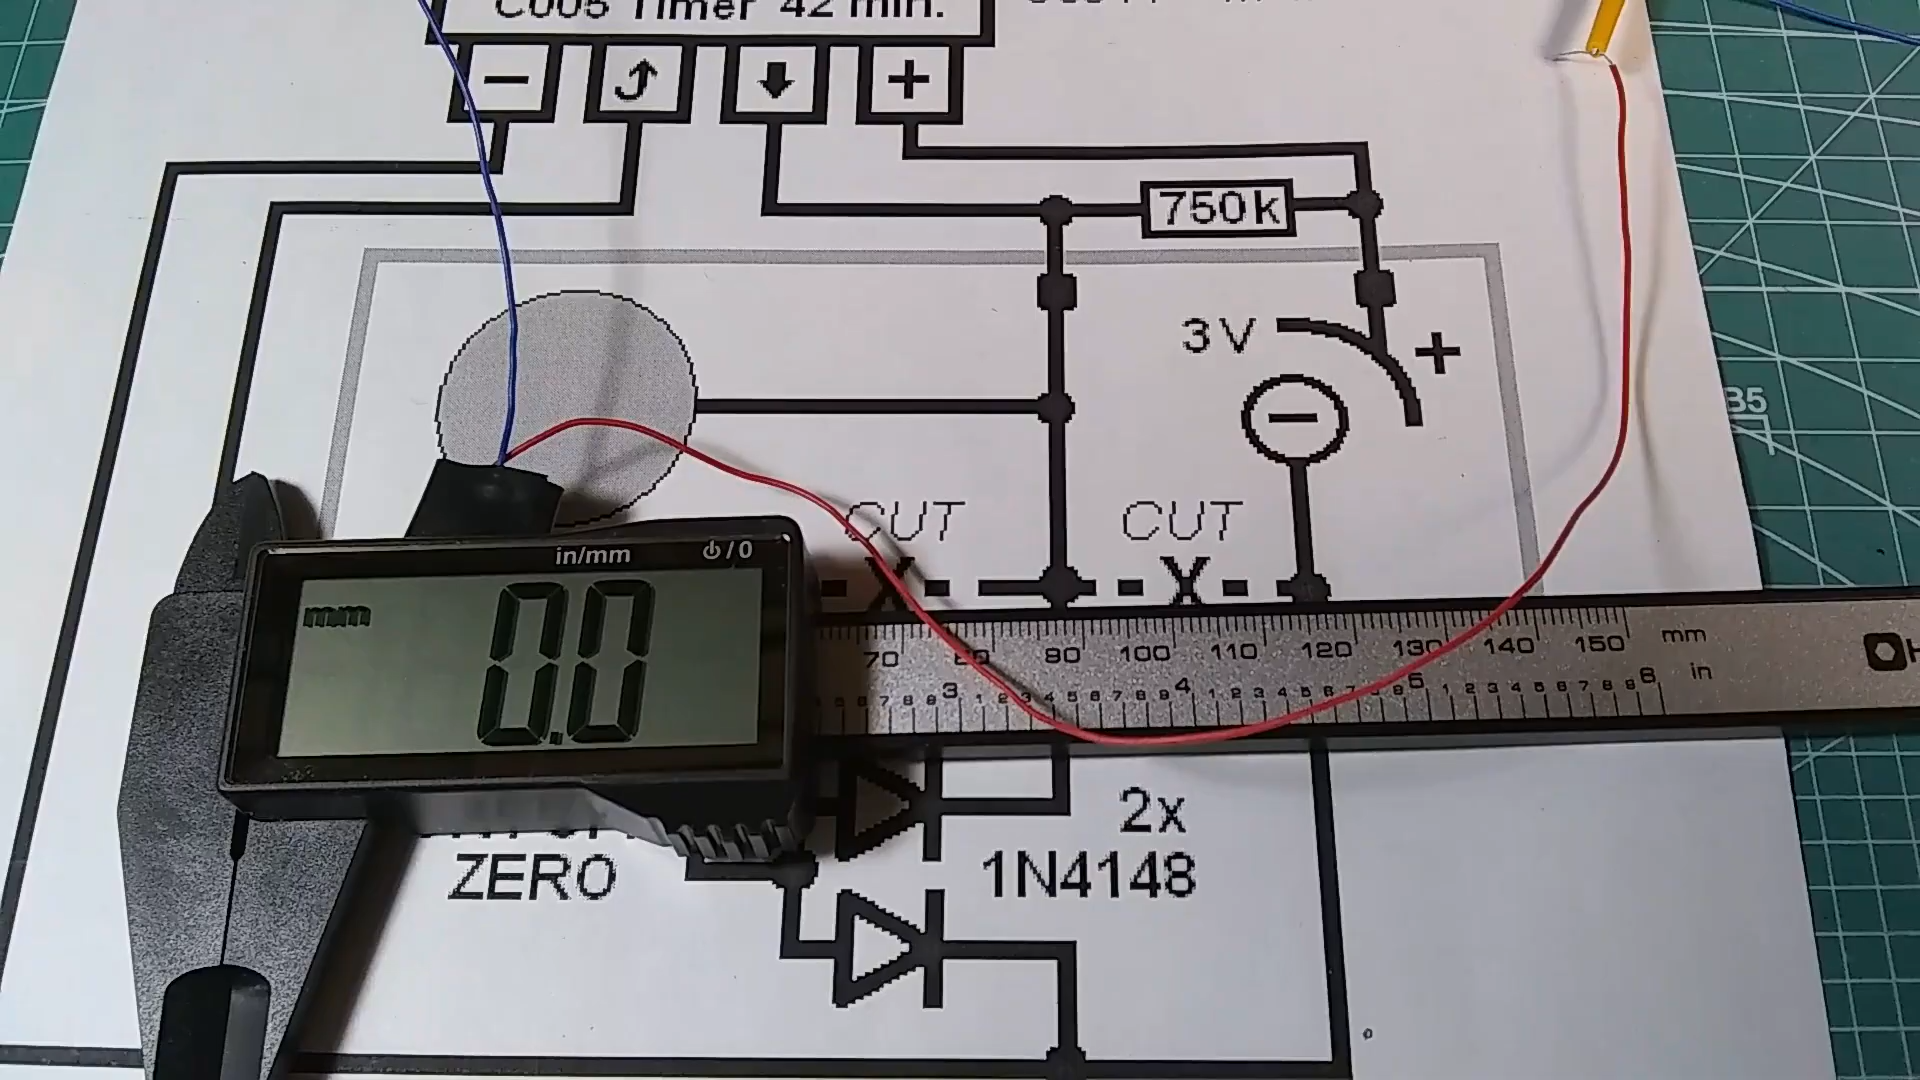 C005 Timer 42 min.
750k
3V
+
−
CUT
CUT
X
X
in/mm
⏻/0
mm
0.0
70 80 90 100 110 120 130 140 150 mm
3 4 5 6 in
B5
ZERO
2x
1N4148